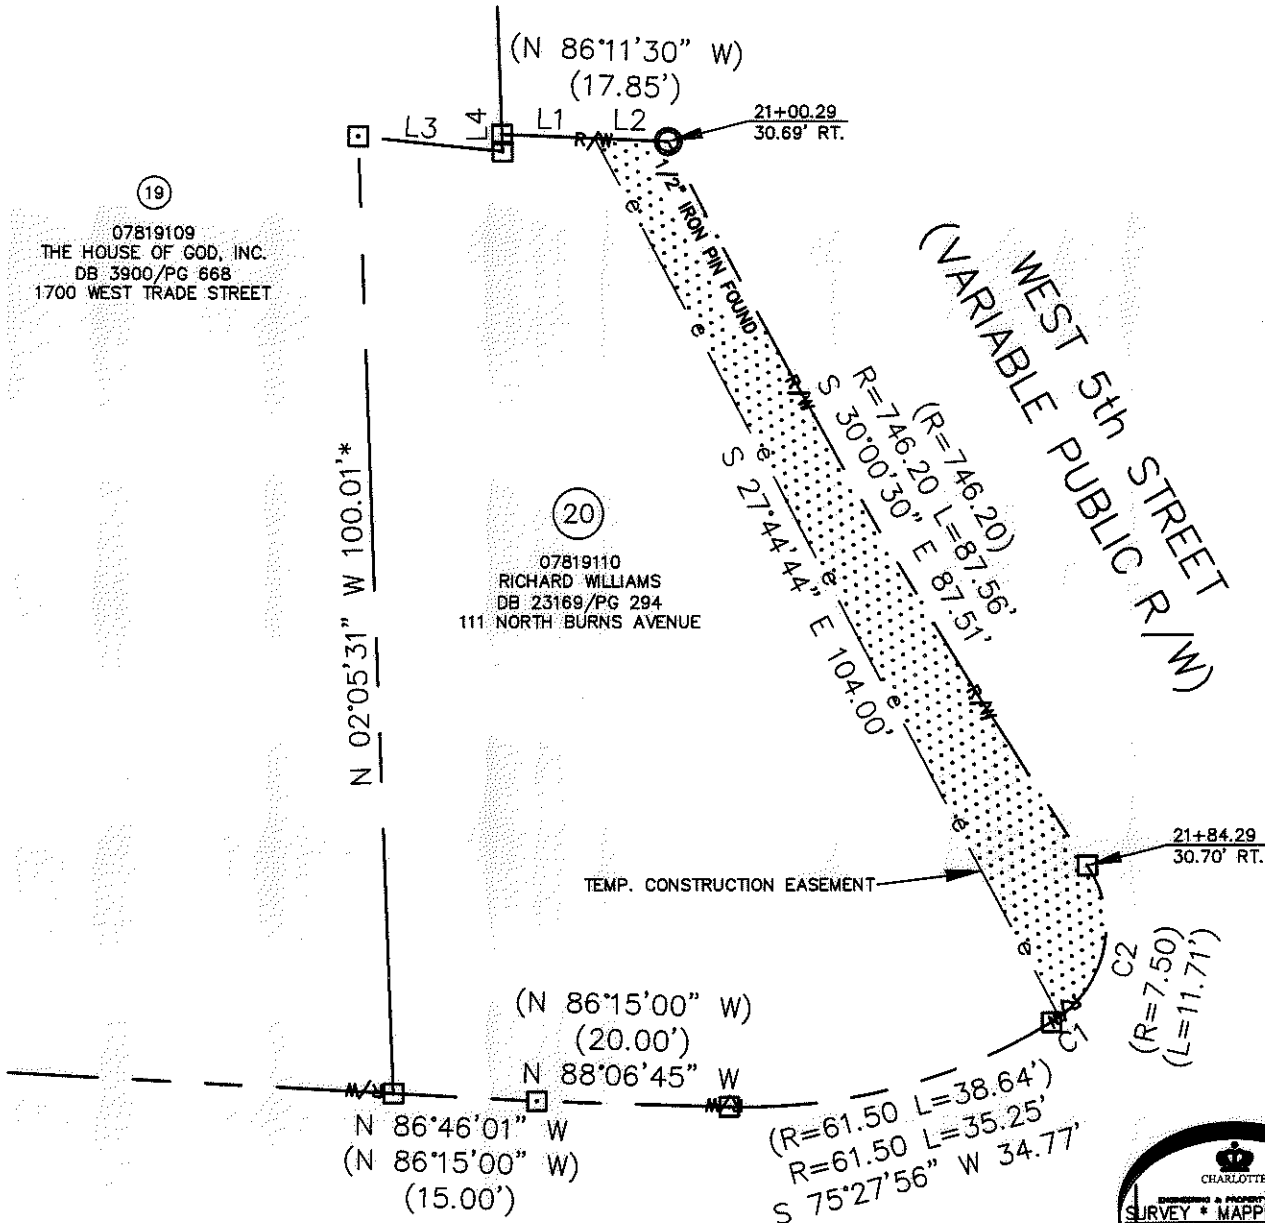 (N 86°11'30" W)
(17.85')
21+00.29
30.69' RT.
L3
L4
L1
L2
R/W
1/2" IRON PIN FOUND
19
07819109
THE HOUSE OF GOD, INC.
DB 3900/PG 668
1700 WEST TRADE STREET
WEST 5th STREET
(VARIABLE PUBLIC R/W)
e
e
R/W
(R=746.20)
R=746.20 L=87.56'
S 30°00'30" E 87.51'
e
S 27°44'44" E 104.00'
N 02°05'31" W 100.01'*
20
07819110
RICHARD WILLIAMS
DB 23169/PG 294
111 NORTH BURNS AVENUE
e
e
R/W
e
21+84.29
30.70' RT.
TEMP. CONSTRUCTION EASEMENT
e
C2
(R=7.50)
(L=11.71')
C1
(N 86°15'00" W)
(20.00')
N 88°06'45" W
N 86°46'01" W
(N 86°15'00" W)
(15.00')
(R=61.50 L=38.64')
R=61.50 L=35.25'
S 75°27'56" W 34.77'
CHARLOTTE
ENGINEERING & PROPERTY
SURVEY * MAPP